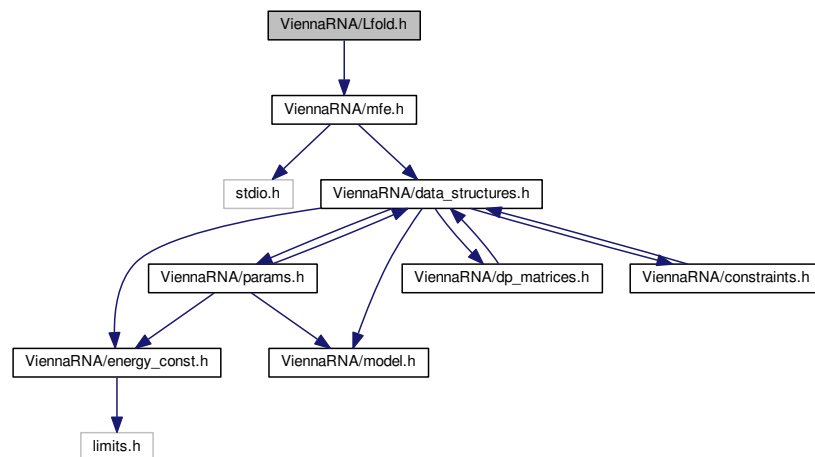 ViennaRNA/Lfold.h
ViennaRNA/mfe.h
stdio.h
ViennaRNA/data_structures.h
ViennaRNA/params.h
ViennaRNA/dp_matrices.h
ViennaRNA/constraints.h
ViennaRNA/energy_const.h
ViennaRNA/model.h
limits.h